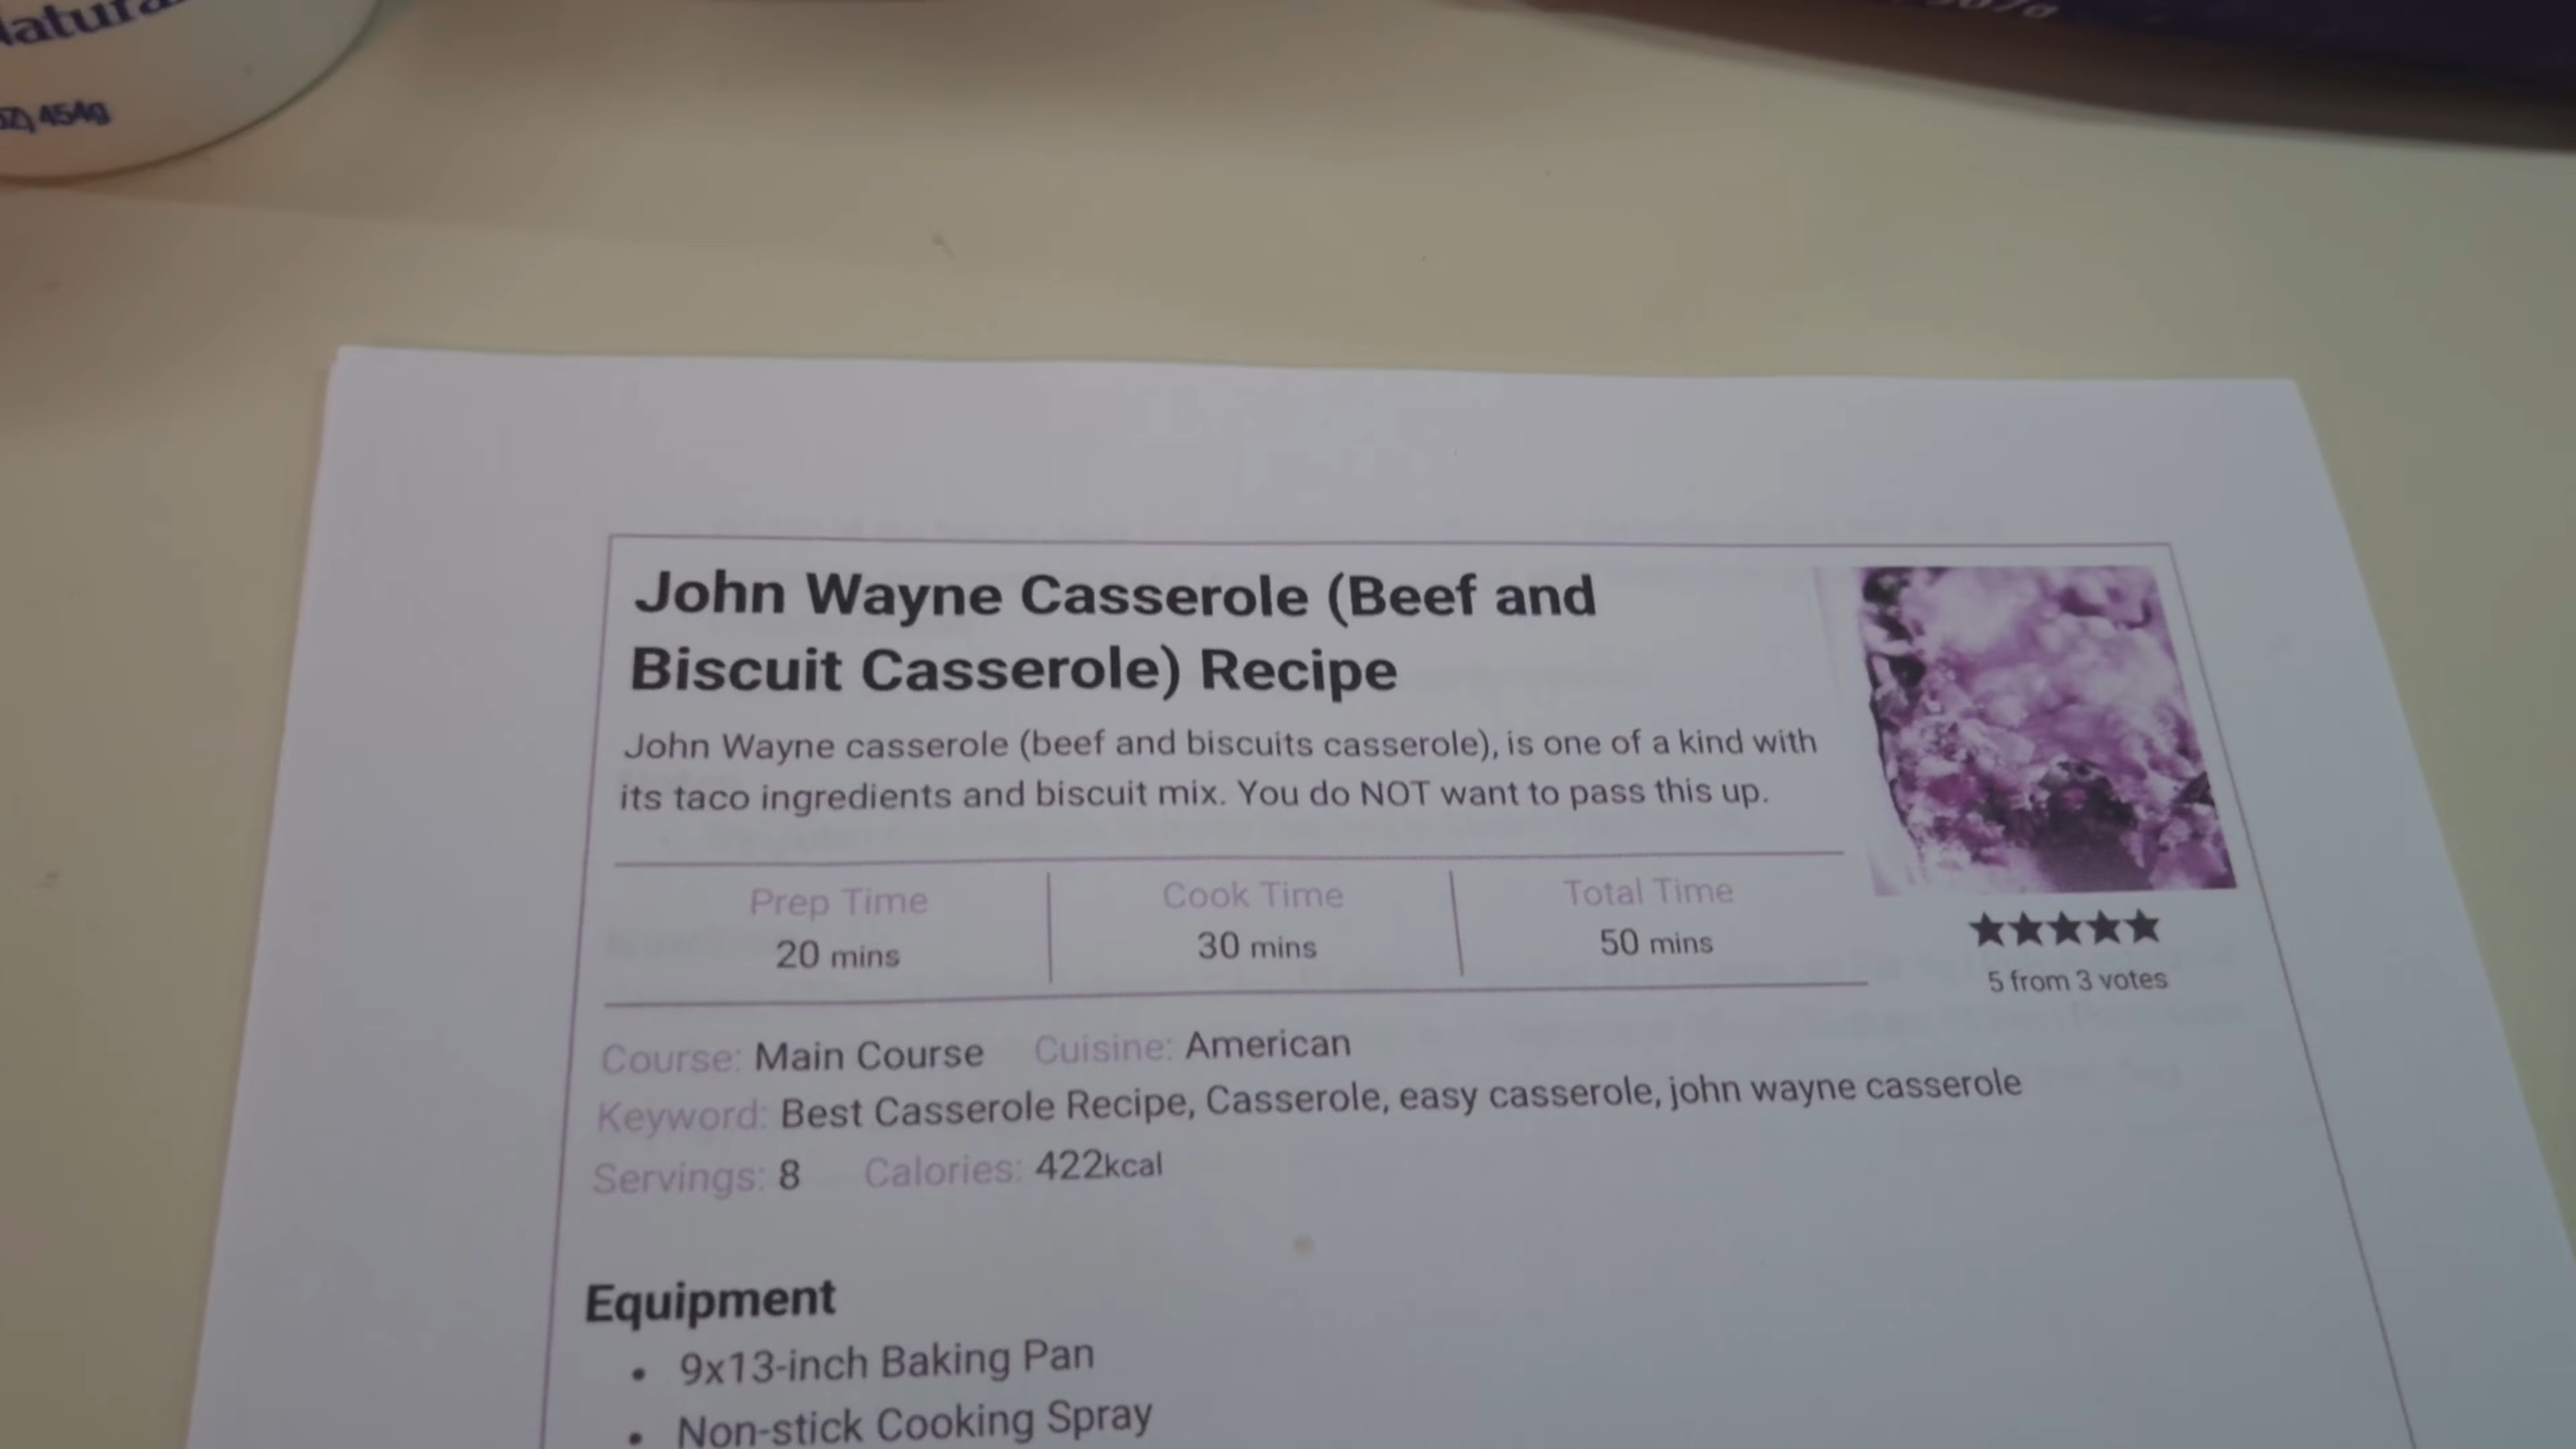 454g
John Wayne Casserole (Beef and
Biscuit Casserole) Recipe
John Wayne casserole (beef and biscuits casserole), is one of a kind with
its taco ingredients and biscuit mix. You do NOT want to pass this up.
Prep Time Cook Time Total Time
20 mins 30 mins 50 mins
5 from 3 votes
Course: Main Course Cuisine: American
Keyword: Best Casserole Recipe, Casserole, easy casserole, john wayne casserole
Servings: 8 Calories: 422kcal
Equipment
• 9x13-inch Baking Pan
• Non-stick Cooking Spray